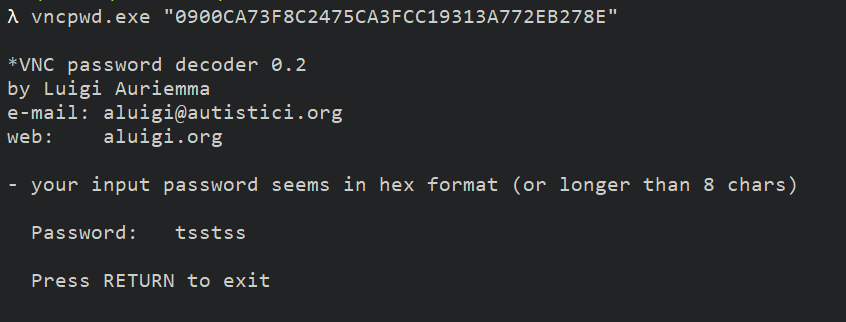 λ vncpwd.exe "0900CA73F8C2475CA3FCC19313A772EB278E"
*VNC password decoder 0.2
by Luigi Auriemma
e-mail: aluigi@autistici.org
web:    aluigi.org
- your input password seems in hex format (or longer than 8 chars)
Password:   tsstss
Press RETURN to exit